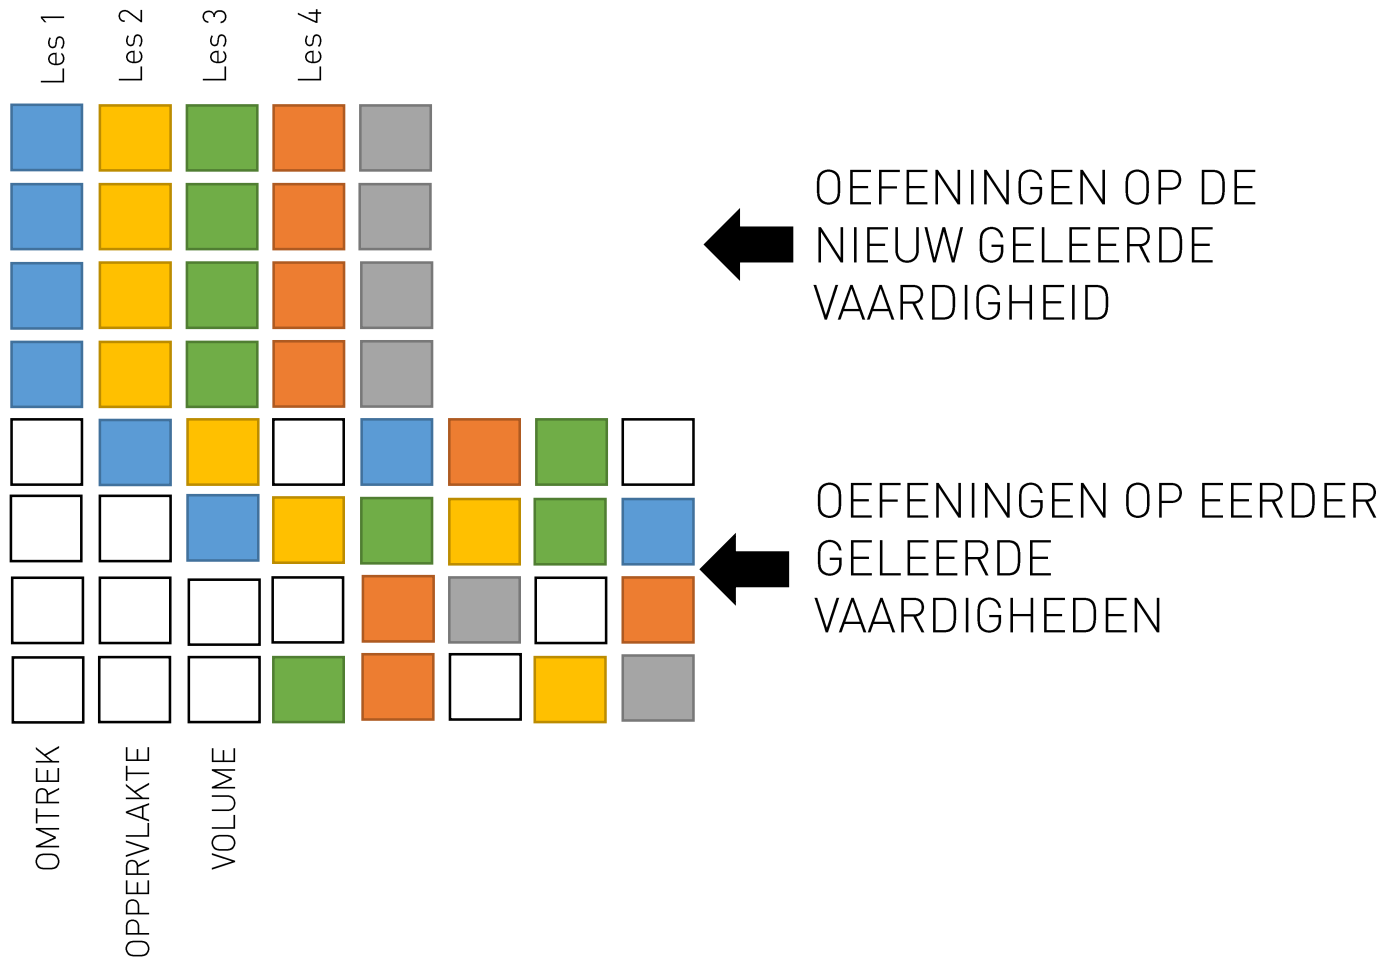 Les 1
Les 2
Les 3
Les 4
OEFENINGEN OP DE
NIEUW GELEERDE
VAARDIGHEID
OEFENINGEN OP EERDER
GELEERDE
VAARDIGHEDEN
OMTREK
OPPERVLAKTE
VOLUME